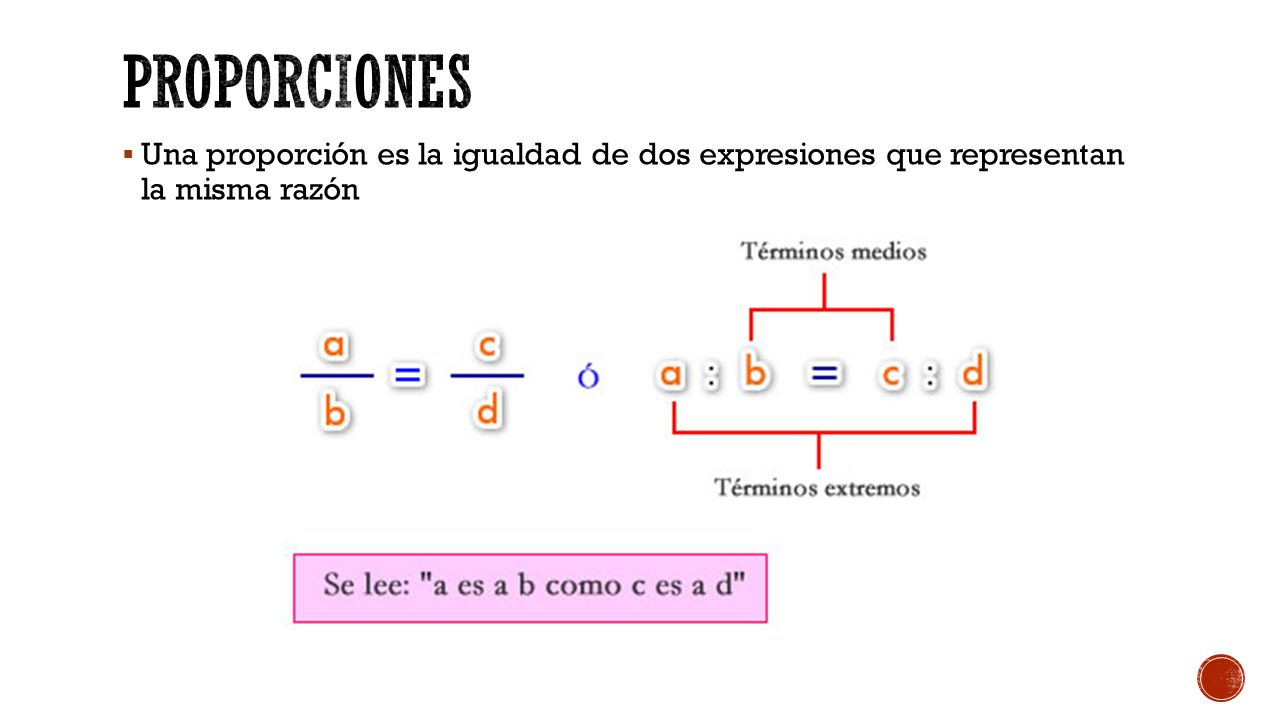 PROPORCIONES
▪ Una proporción es la igualdad de dos expresiones que representan
la misma razón
Términos medios
a
b
=
c
d
ó
a : b = c : d
Términos extremos
Se lee: "a es a b como c es a d"